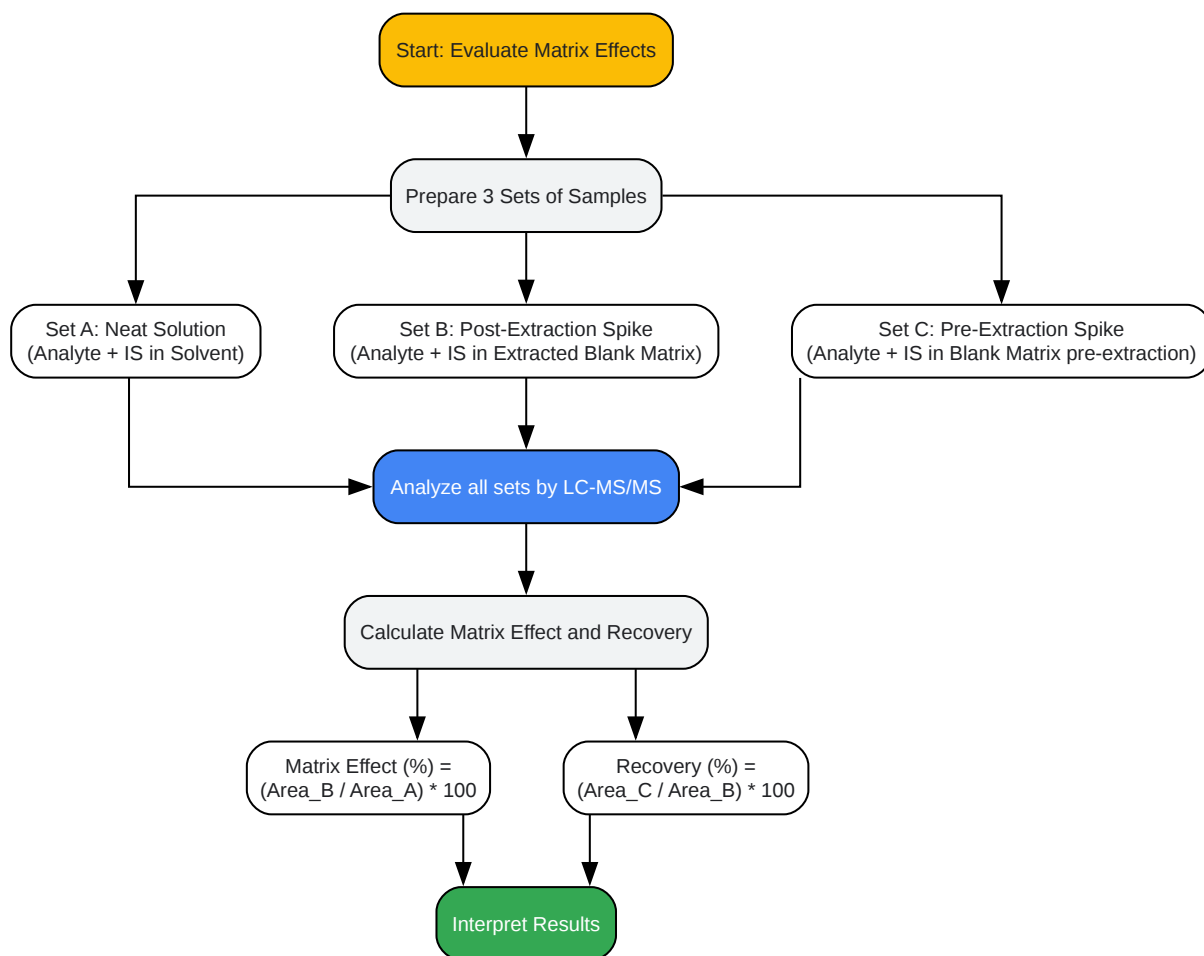 Start: Evaluate Matrix Effects
Prepare 3 Sets of Samples
Set A: Neat Solution
(Analyte + IS in Solvent)
Set B: Post-Extraction Spike
(Analyte + IS in Extracted Blank Matrix)
Set C: Pre-Extraction Spike
(Analyte + IS in Blank Matrix pre-extraction)
Analyze all sets by LC-MS/MS
Calculate Matrix Effect and Recovery
Matrix Effect (%) =
(Area_B / Area_A) * 100
Recovery (%) =
(Area_C / Area_B) * 100
Interpret Results